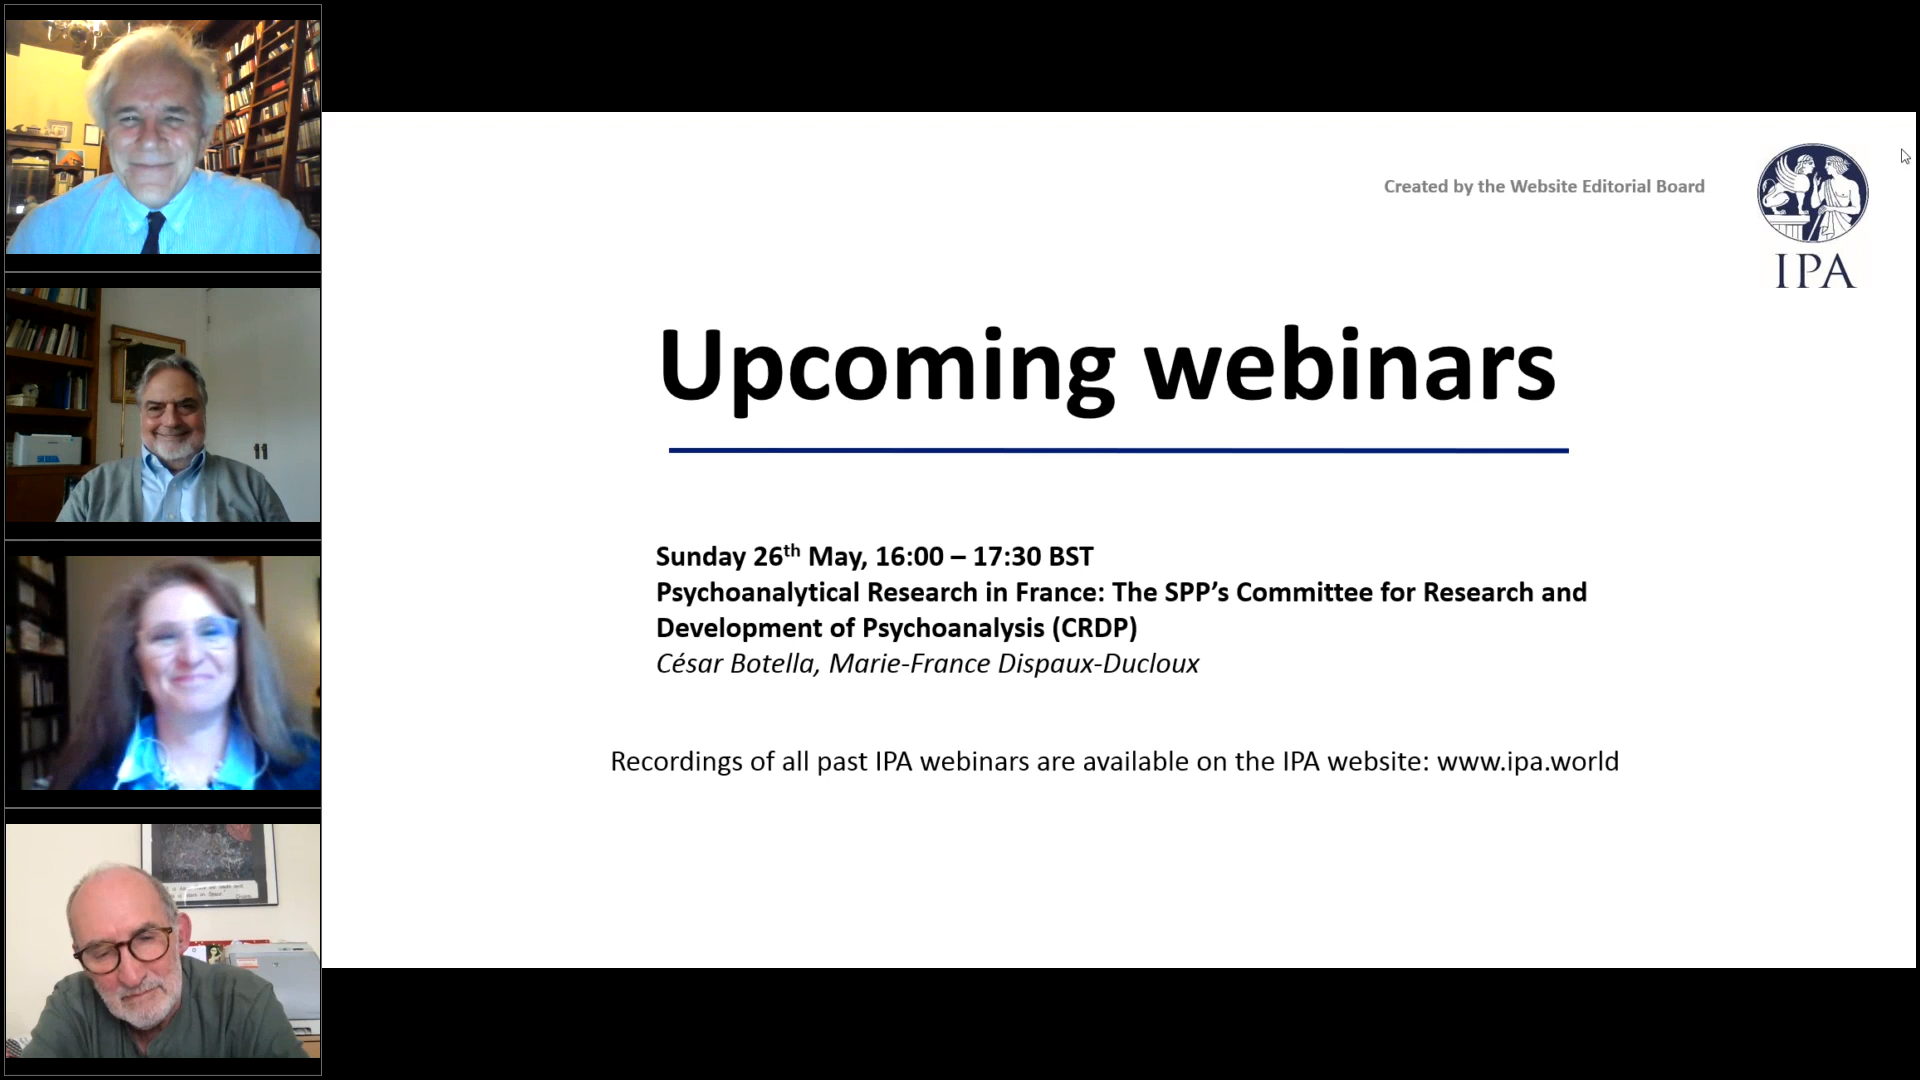 Created by the Website Editorial Board
IPA
Upcoming webinars
Sunday 26th May, 16:00 – 17:30 BST
Psychoanalytical Research in France: The SPP’s Committee for Research and
Development of Psychoanalysis (CRDP)
César Botella, Marie-France Dispaux-Ducloux
Recordings of all past IPA webinars are available on the IPA website: www.ipa.world